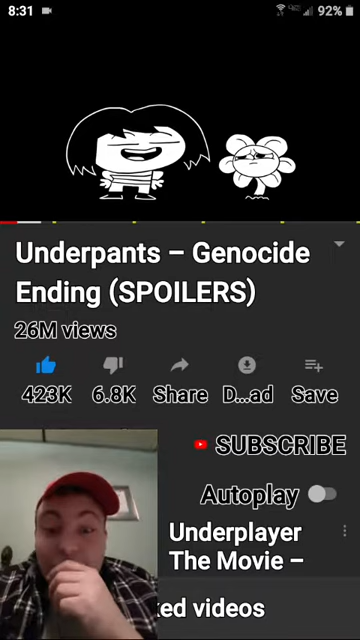 8:31 92%
Underpants – Genocide
Ending (SPOILERS)
26M views
423K 6.8K Share D...ad Save
SUBSCRIBE
Autoplay
Underplayer
The Movie –
ked videos